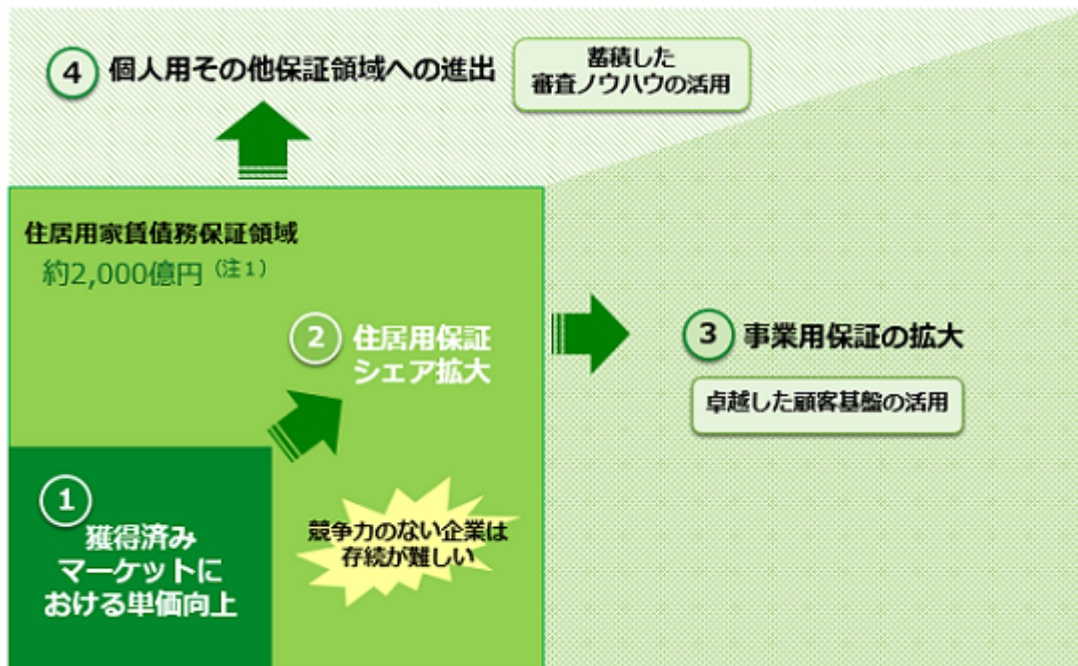 ④ 個人用その他保証領域への進出
蓄積した
審査ノウハウの活用
住居用家賃債務保証領域
約2,000億円（注１）
② 住居用保証
シェア拡大
③ 事業用保証の拡大
卓越した顧客基盤の活用
①
獲得済み
マーケットに
おける単価向上
競争力のない企業は
存続が難しい